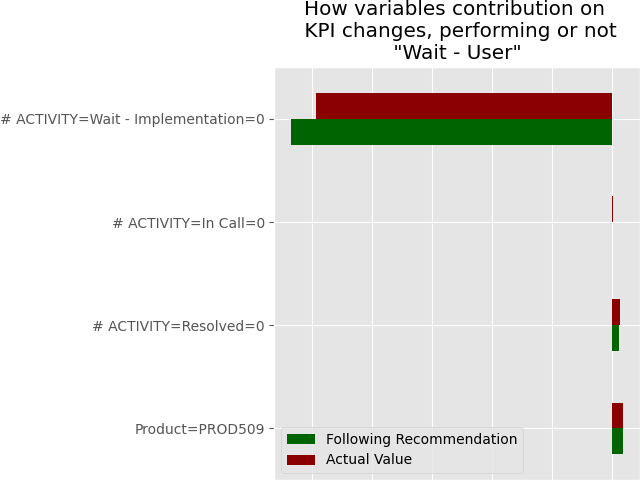 How variables contribution on
KPI changes, performing or not
"Wait - User"
# ACTIVITY=Wait - Implementation=0
# ACTIVITY=In Call=0
# ACTIVITY=Resolved=0
Product=PROD509
Following Recommendation
Actual Value